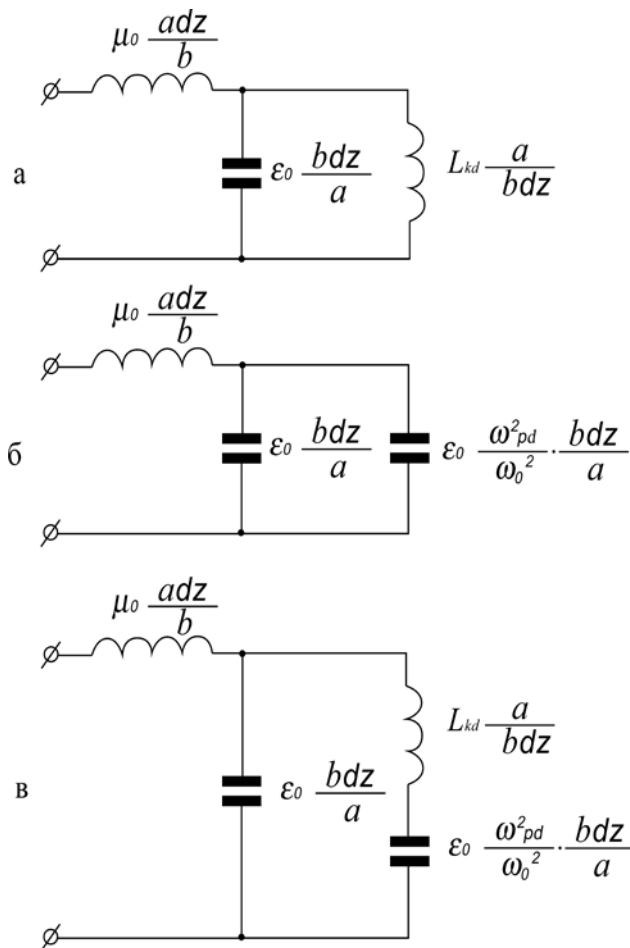 μ₀ adz/b
а
ε₀ bdz/a
L_kd a/bdz
μ₀ adz/b
б
ε₀ bdz/a
ε₀ ω²_pd/ω₀² · bdz/a
μ₀ adz/b
L_kd a/bdz
в
ε₀ bdz/a
ε₀ ω²_pd/ω₀² · bdz/a